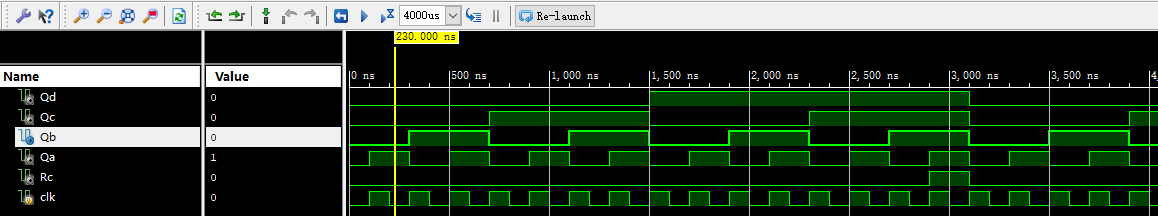 4000us Re-launch
230.000 ns
Name Value 0 ns 500 ns 1,000 ns 1,500 ns 2,000 ns 2,500 ns 3,000 ns 3,500 ns 4,
Qd 0
Qc 0
Qb 0
Qa 1
Rc 0
clk 0